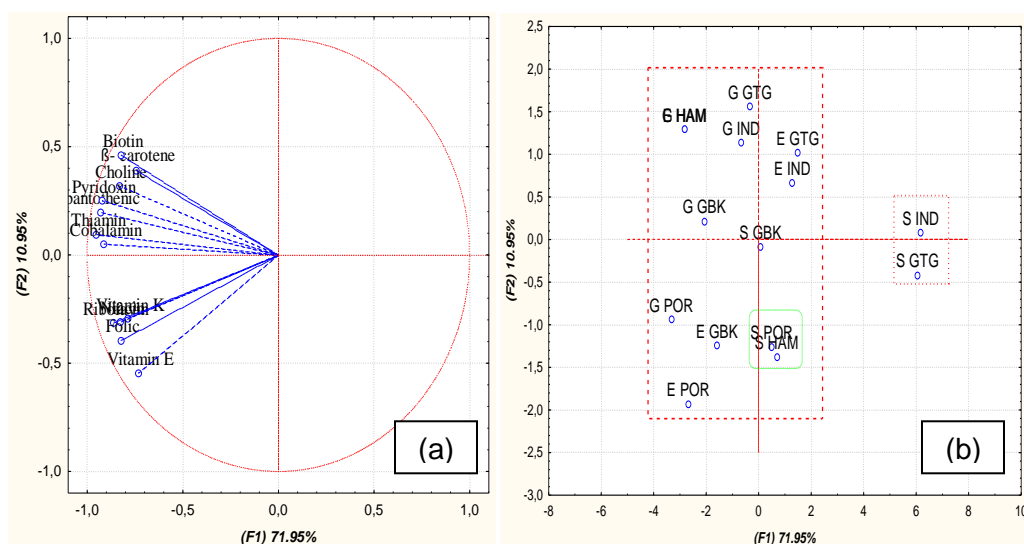 1,0
0,5
0,0
-0,5
-1,0
-1,0
-0,5
0,0
0,5
1,0
(F2) 10.95%
(F1) 71.95%
Biotin
ß- carotene
Choline
Pyridoxin
pantothenic
Thiamin
Cobalamin
Vitamin K
Folic
Vitamin E
(a)
2,5
2,0
1,5
1,0
0,5
0,0
-0,5
-1,0
-1,5
-2,0
-2,5
-3,0
-8
-6
-4
-2
0
2
4
6
8
10
(F2) 10.95%
(F1) 71.95%
G GTG
HAM
G IND
E GTG
E IND
G GBK
S GBK
S IND
S GTG
G POR
E GBK
S POR
S HAM
E POR
(b)